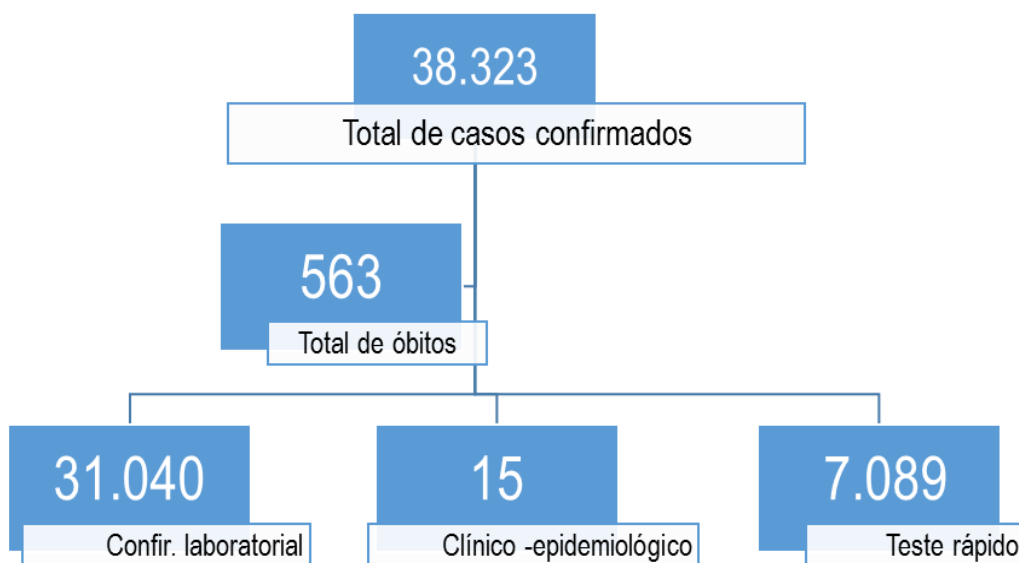 38.323
Total de casos confirmados
563
Total de óbitos
31.040
Confir. laboratorial
15
Clínico -epidemiológico
7.089
Teste rápido